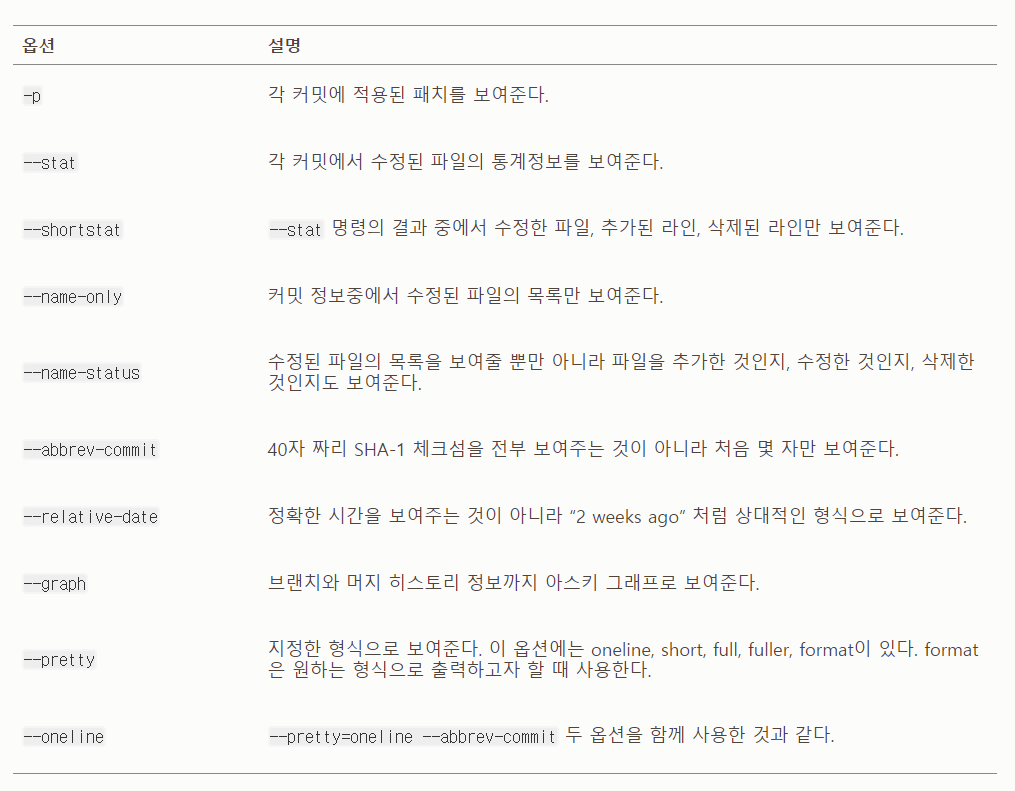 옵션 설명
-p 각 커밋에 적용된 패치를 보여준다.
--stat 각 커밋에서 수정된 파일의 통계정보를 보여준다.
--shortstat --stat 명령의 결과 중에서 수정한 파일, 추가된 라인, 삭제된 라인만 보여준다.
--name-only 커밋 정보중에서 수정된 파일의 목록만 보여준다.
--name-status 수정된 파일의 목록을 보여줄 뿐만 아니라 파일을 추가한 것인지, 수정한 것인지, 삭제한
것인지도 보여준다.
--abbrev-commit 40자 짜리 SHA-1 체크섬을 전부 보여주는 것이 아니라 처음 몇 자만 보여준다.
--relative-date 정확한 시간을 보여주는 것이 아니라 “2 weeks ago” 처럼 상대적인 형식으로 보여준다.
--graph 브랜치와 머지 히스토리 정보까지 아스키 그래프로 보여준다.
--pretty 지정한 형식으로 보여준다. 이 옵션에는 oneline, short, full, fuller, format이 있다. format
은 원하는 형식으로 출력하고자 할 때 사용한다.
--oneline --pretty=oneline --abbrev-commit 두 옵션을 함께 사용한 것과 같다.